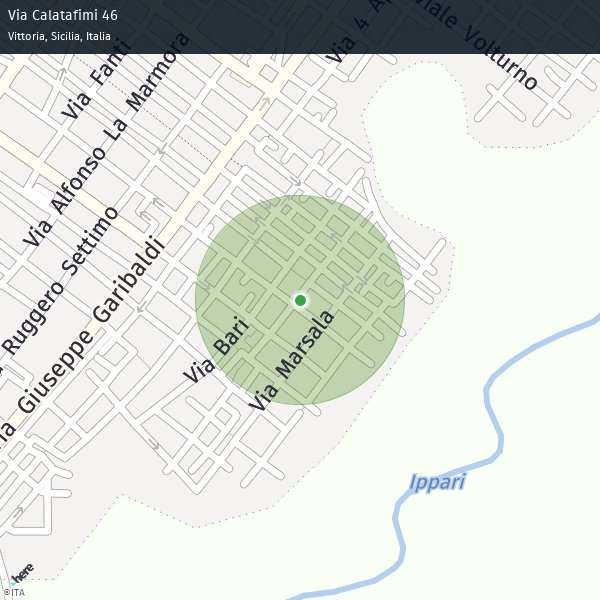 Via Calatafimi 46
Vittoria, Sicilia, Italia
Via Fanti
Via 4
Viale Volturno
Via Alfonso La Marmora
Ruggero Settimo
Via Giuseppe Garibaldi
Via Bari
Via Marsala
Ippari
here
©ITA